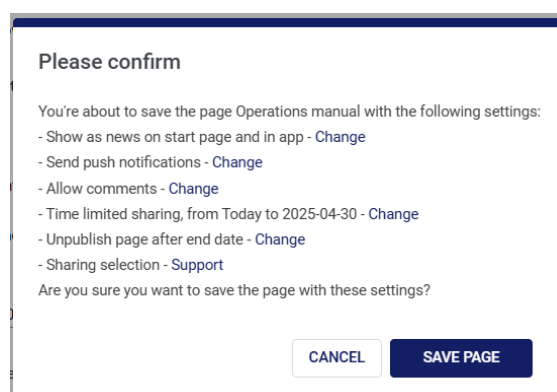 Please confirm
You're about to save the page Operations manual with the following settings:
- Show as news on start page and in app - Change
- Send push notifications - Change
- Allow comments - Change
- Time limited sharing, from Today to 2025-04-30 - Change
- Unpublish page after end date - Change
- Sharing selection - Support
Are you sure you want to save the page with these settings?
CANCEL SAVE PAGE